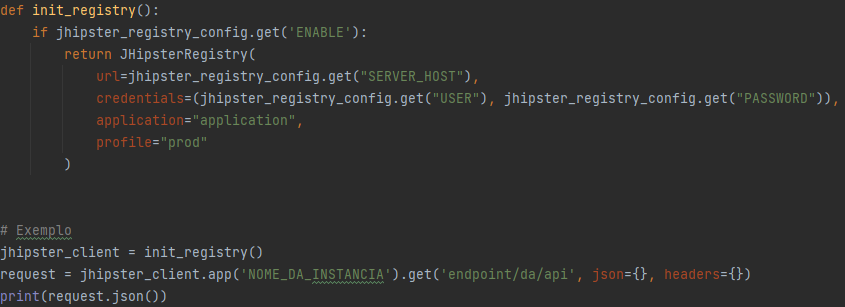 def init_registry():
    if jhipster_registry_config.get('ENABLE'):
        return JHipsterRegistry(
            url=jhipster_registry_config.get("SERVER_HOST"),
            credentials=(jhipster_registry_config.get("USER"), jhipster_registry_config.get("PASSWORD")),
            application="application",
            profile="prod"
        )
# Exemplo
jhipster_client = init_registry()
request = jhipster_client.app('NOME_DA_INSTANCIA').get('endpoint/da/api', json={}, headers={})
print(request.json())